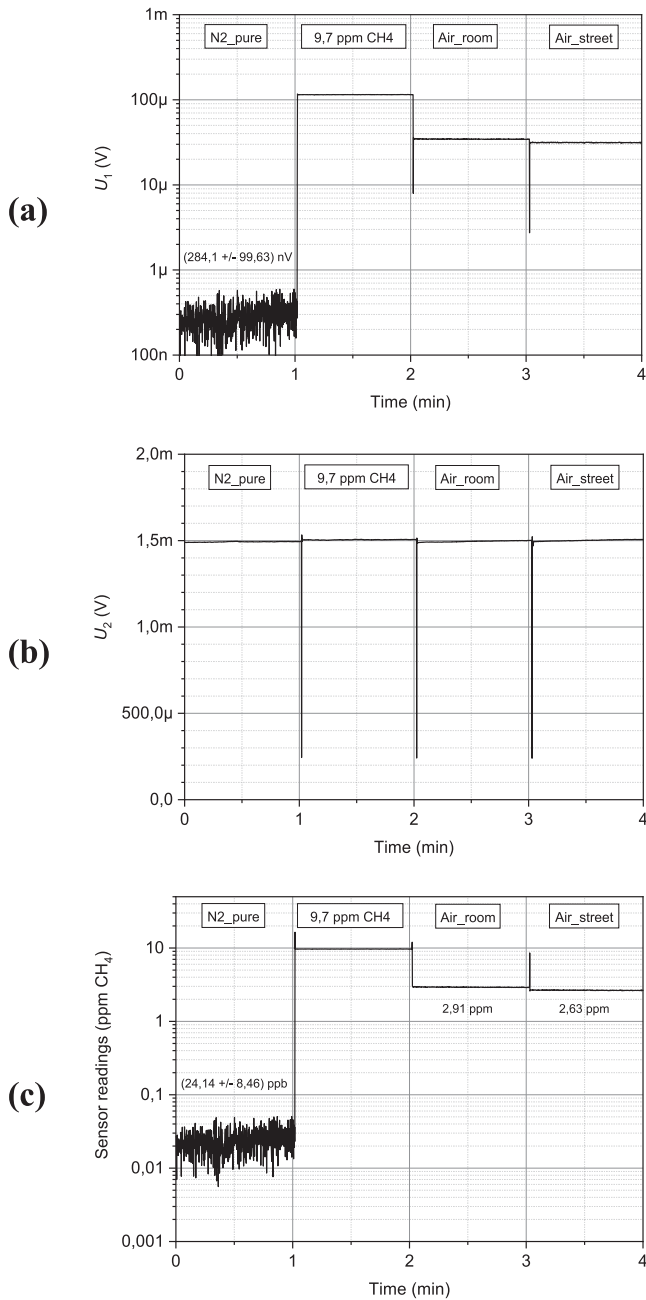 (a)
U1 (V)
1m
100µ
10µ
1µ
100n
N2_pure
9,7 ppm CH4
Air_room
Air_street
(284,1 +/- 99,63) nV
0 1 2 3 4
Time (min)
(b)
U2 (V)
2,0m
1,5m
1,0m
500,0µ
0,0
N2_pure
9,7 ppm CH4
Air_room
Air_street
0 1 2 3 4
Time (min)
(c)
Sensor readings (ppm CH4)
10
1
0,1
0,01
0,001
N2_pure
9,7 ppm CH4
Air_room
Air_street
2,91 ppm
2,63 ppm
(24,14 +/- 8,46) ppb
0 1 2 3 4
Time (min)